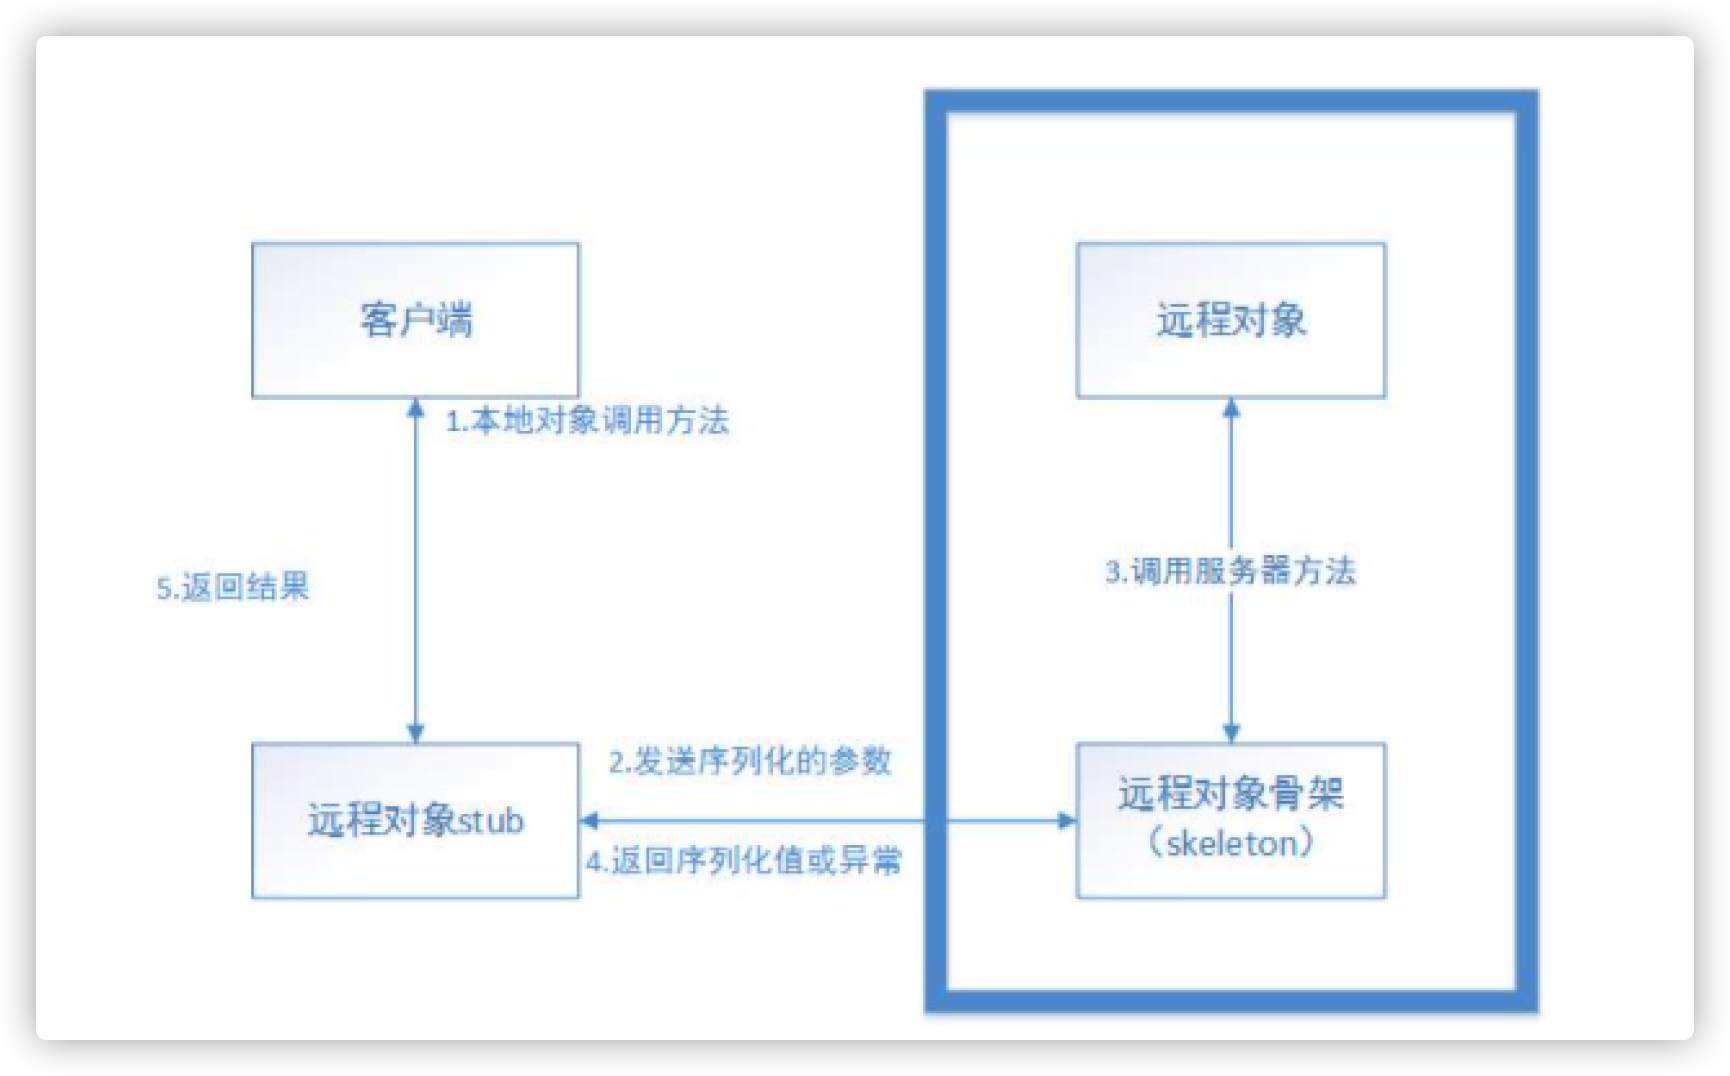 客户端
远程对象
1.本地对象调用方法
3.调用服务器方法
5.返回结果
2.发送序列化的参数
远程对象stub
远程对象骨架
（skeleton）
4.返回序列化值或异常